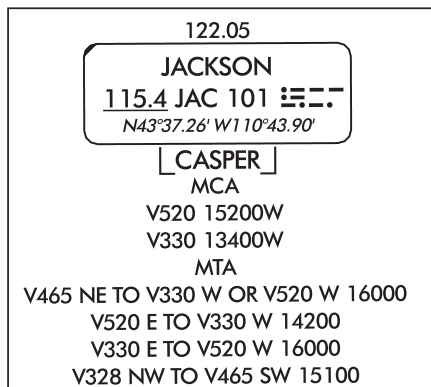 122.05
JACKSON
115.4 JAC 101
N43°37.26' W110°43.90'
CASPER
MCA
V520 15200W
V330 13400W
MTA
V465 NE TO V330 W OR V520 W 16000
V520 E TO V330 W 14200
V330 E TO V520 W 16000
V328 NW TO V465 SW 15100